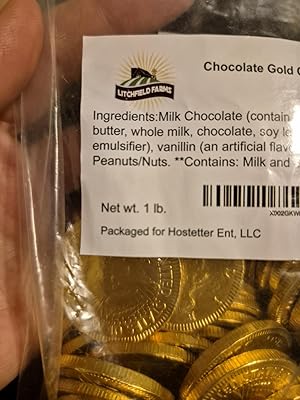 LITCHFIELD FARMS
Chocolate Gold
Ingredients:Milk Chocolate (contain
butter, whole milk, chocolate, soy le
emulsifier), vanillin (an artificial flav
Peanuts/Nuts. **Contains: Milk and
Net wt. 1 lb.
Packaged for Hostetter Ent, LLC